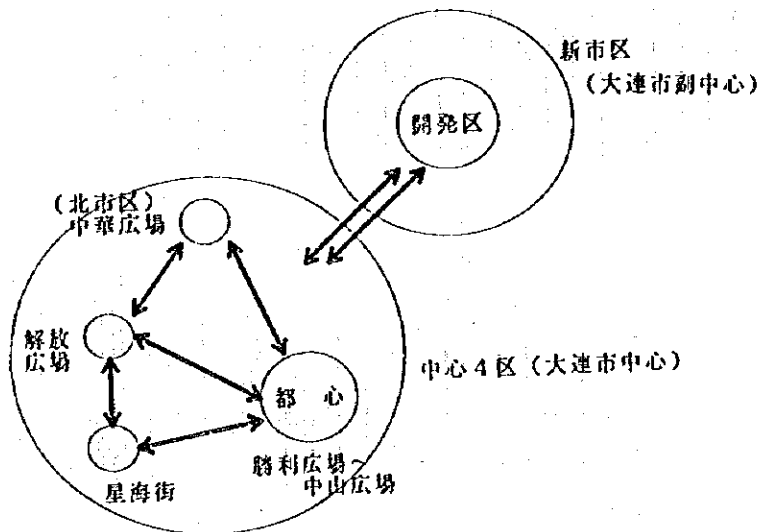 新市区
(大連市副中心)
開発区
(北市区)
中華広場
解放
広場
都 心
中心4区(大連市中心)
星海街
勝利広場~
中山広場